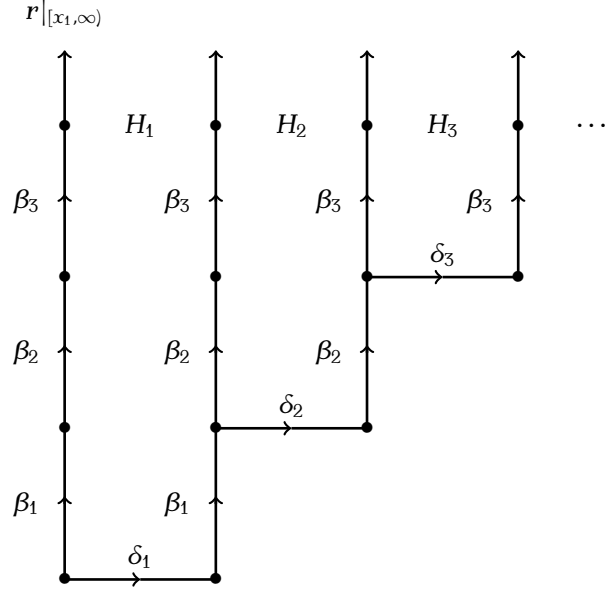 r|[x₁,∞)
H₁ H₂ H₃ ⋯
β₃ β₃ β₃ β₃
δ₃
β₂ β₂ β₂
δ₂
β₁ β₁
δ₁